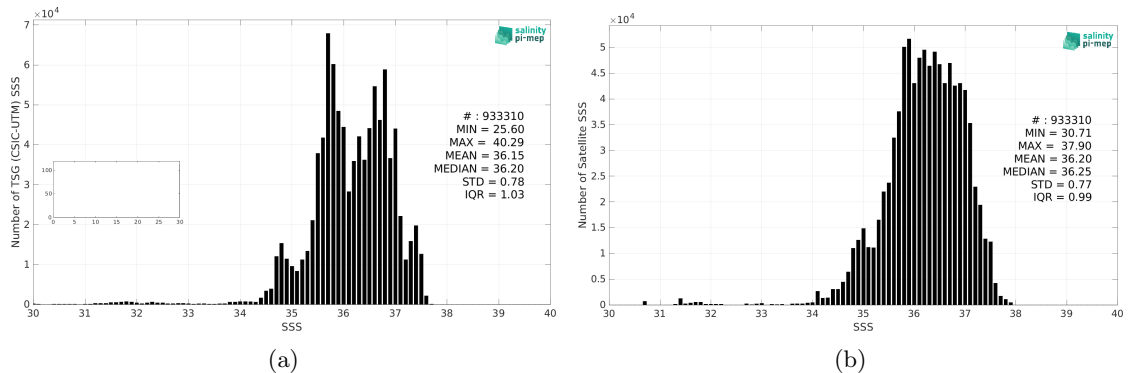 ×10⁴
7
6
5
4
3
2
1
0
Number of TSG (CSIC-UTM) SSS
salinity
pi-mep
# : 933310
MIN = 25.60
MAX = 40.29
MEAN = 36.15
MEDIAN = 36.20
STD = 0.78
IQR = 1.03
100
50
0
0 5 10 15 20 25 30
30 31 32 33 34 35 36 37 38 39 40
SSS
(a)
×10⁴
5
4.5
4
3.5
3
2.5
2
1.5
1
0.5
0
Number of Satellite SSS
salinity
pi-mep
# : 933310
MIN = 30.71
MAX = 37.90
MEAN = 36.20
MEDIAN = 36.25
STD = 0.77
IQR = 0.99
30 31 32 33 34 35 36 37 38 39 40
SSS
(b)